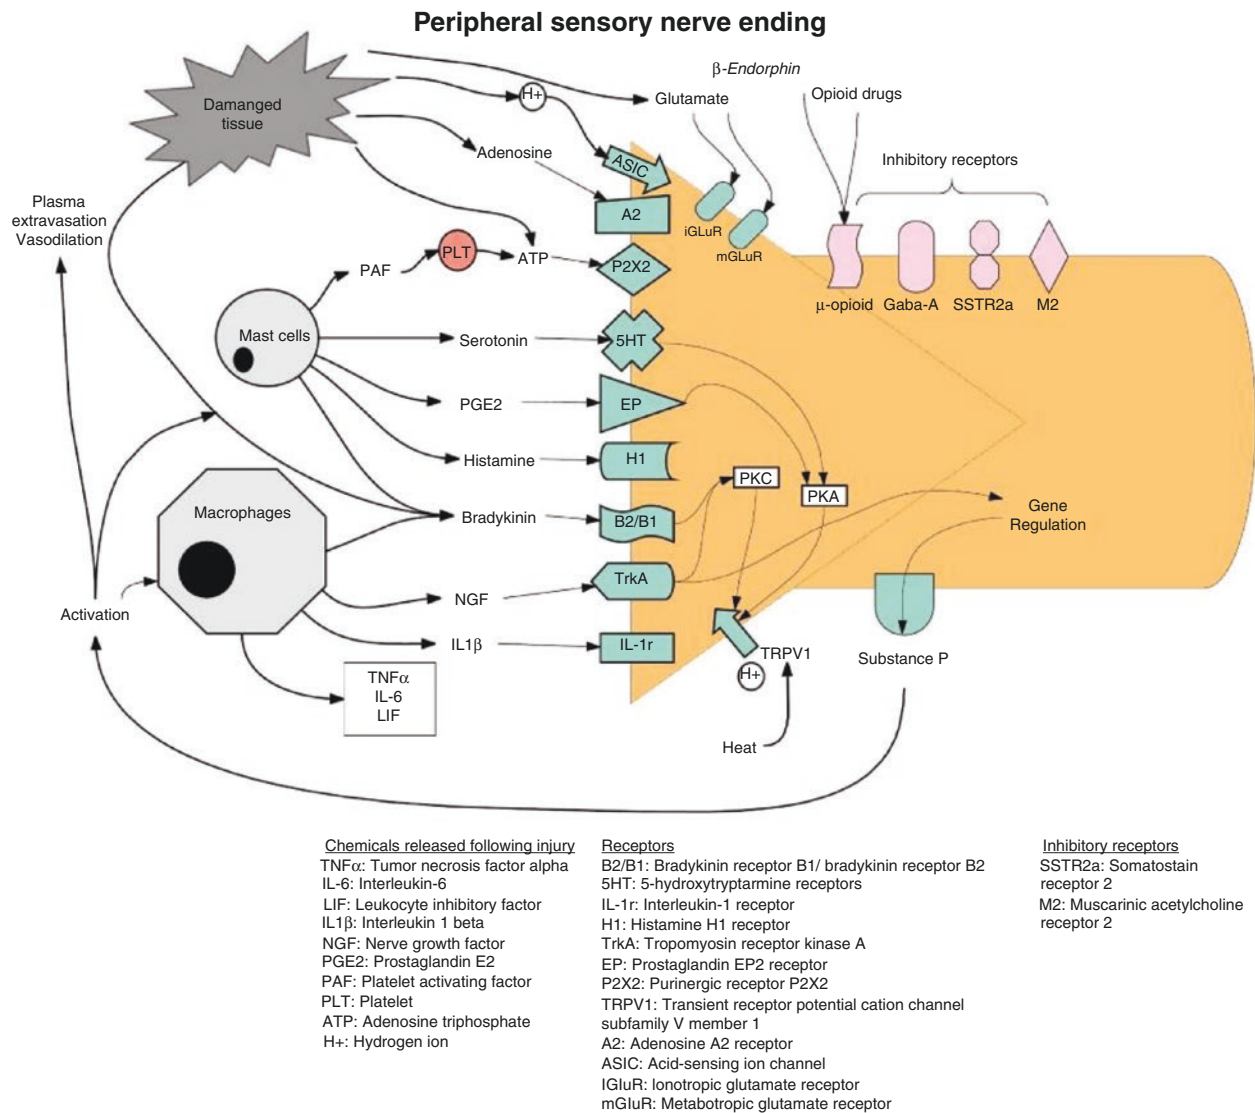 Peripheral sensory nerve ending
Damanged
tissue
H+
Glutamate
β-Endorphin
Opioid drugs
Adenosine
ASIC
Inhibitory receptors
Plasma
extravasation
Vasodilation
A2
iGLuR
mGLuR
PAF
PLT
ATP
P2X2
μ-opioid
Gaba-A
SSTR2a
M2
Mast cells
Serotonin
5HT
PGE2
EP
Histamine
H1
PKC
PKA
Macrophages
Bradykinin
B2/B1
Gene
Regulation
TrkA
NGF
Activation
IL1β
IL-1r
TRPV1
H+
Substance P
TNFα
IL-6
LIF
Heat
Chemicals released following injury
TNFα: Tumor necrosis factor alpha
IL-6: Interleukin-6
LIF: Leukocyte inhibitory factor
IL1β: Interleukin 1 beta
NGF: Nerve growth factor
PGE2: Prostaglandin E2
PAF: Platelet activating factor
PLT: Platelet
ATP: Adenosine triphosphate
H+: Hydrogen ion
Receptors
B2/B1: Bradykinin receptor B1/ bradykinin receptor B2
5HT: 5-hydroxytryptarmine receptors
IL-1r: Interleukin-1 receptor
H1: Histamine H1 receptor
TrkA: Tropomyosin receptor kinase A
EP: Prostaglandin EP2 receptor
P2X2: Purinergic receptor P2X2
TRPV1: Transient receptor potential cation channel
subfamily V member 1
A2: Adenosine A2 receptor
ASIC: Acid-sensing ion channel
IGluR: lonotropic glutamate receptor
mGluR: Metabotropic glutamate receptor
Inhibitory receptors
SSTR2a: Somatostain
receptor 2
M2: Muscarinic acetylcholine
receptor 2